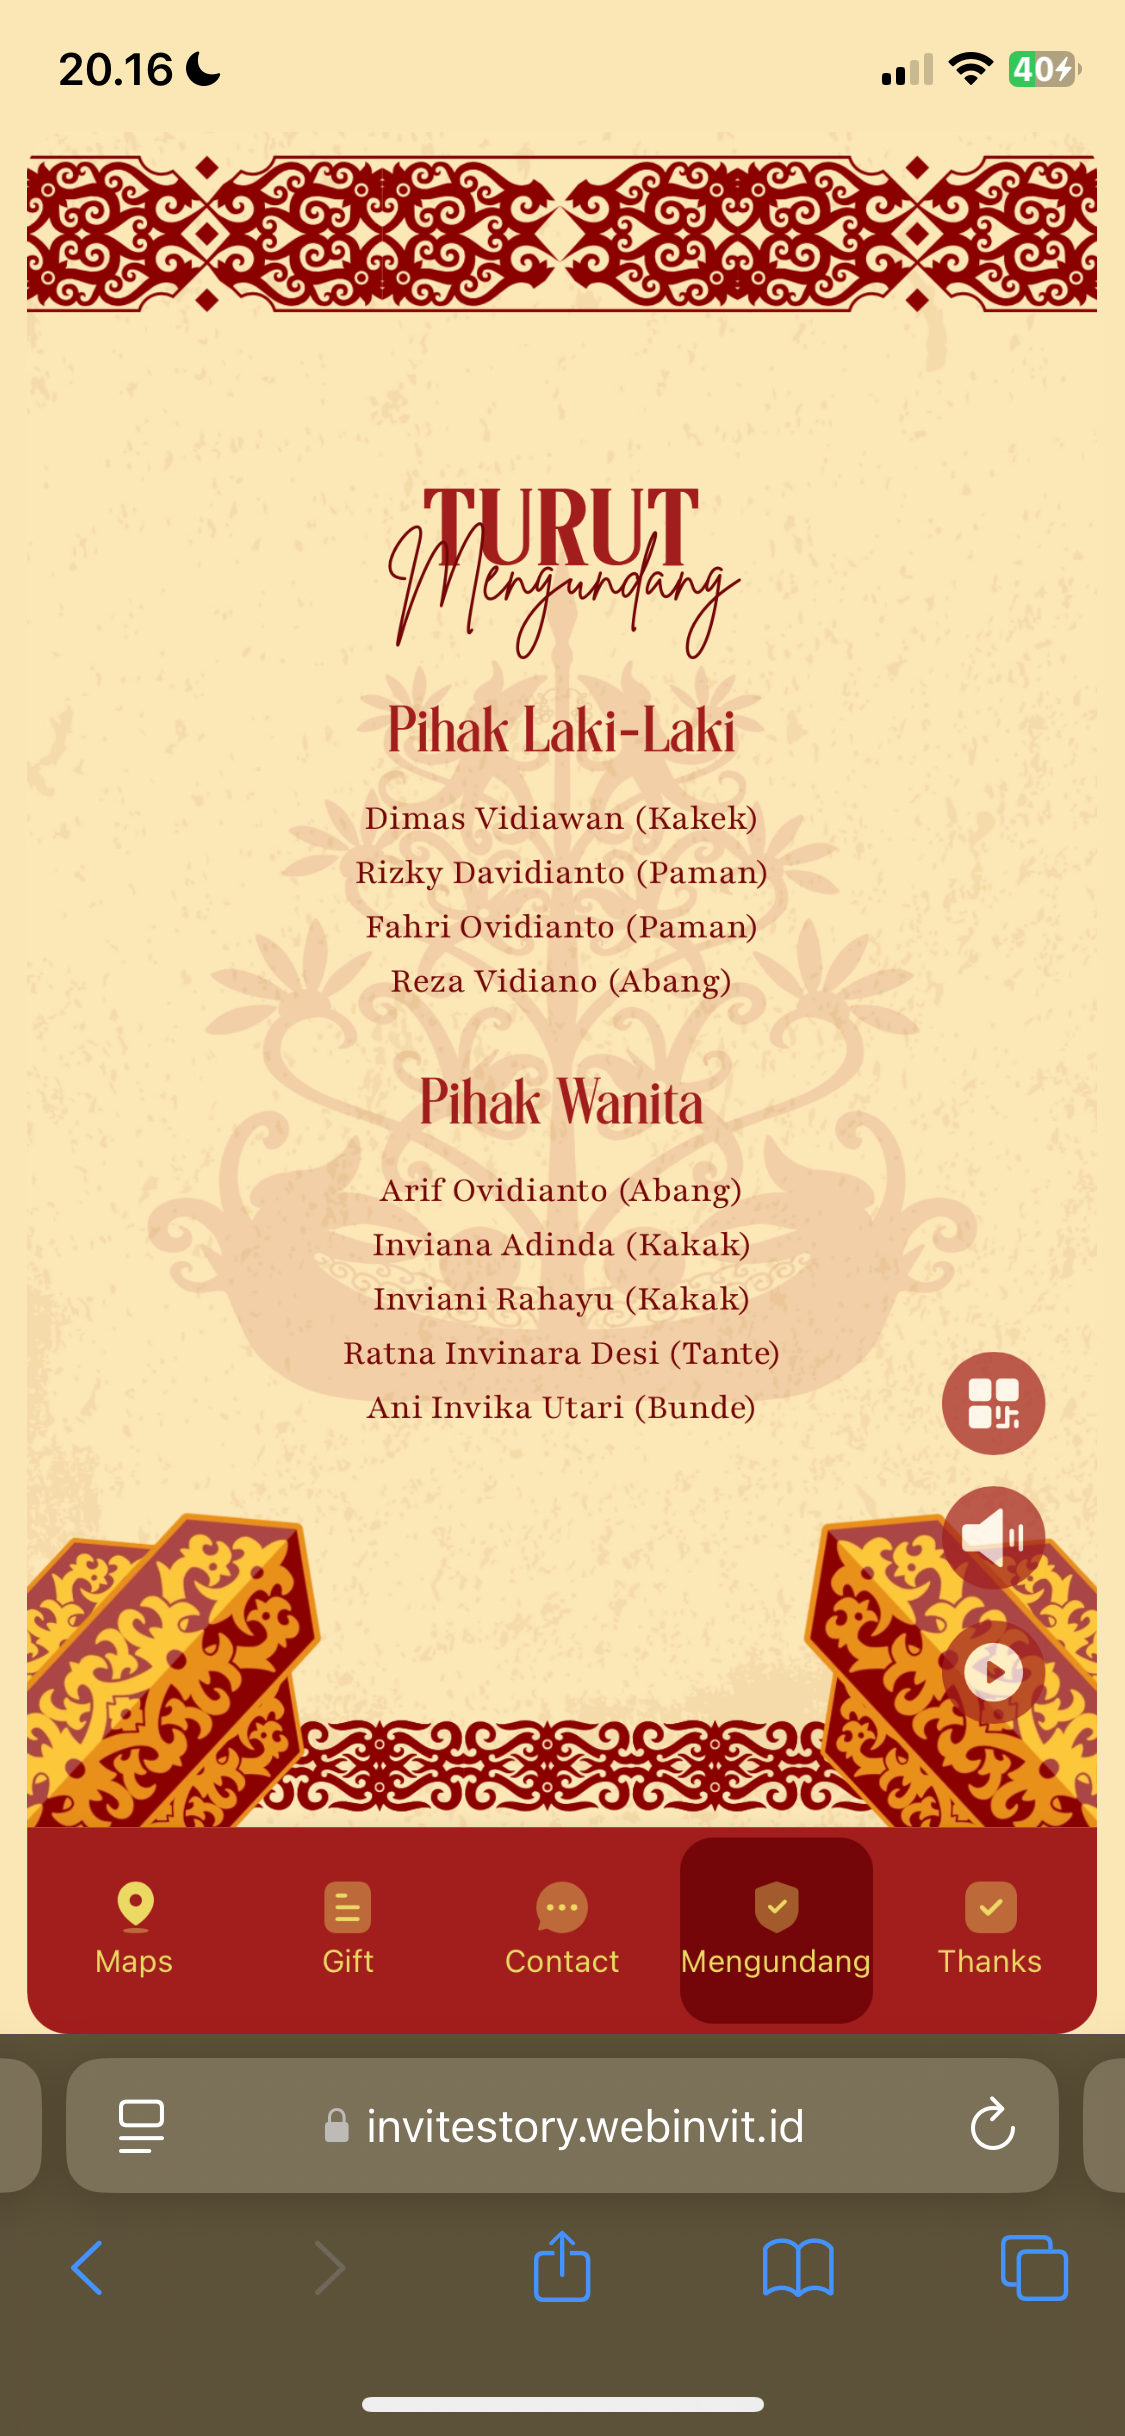 20.16
40
TURUT
Mengundang
Pihak Laki-Laki
Dimas Vidiawan (Kakek)
Rizky Davidianto (Paman)
Fahri Ovidianto (Paman)
Reza Vidiano (Abang)
Pihak Wanita
Arif Ovidianto (Abang)
Inviana Adinda (Kakak)
Inviani Rahayu (Kakak)
Ratna Invinara Desi (Tante)
Ani Invika Utari (Bunde)
Maps Gift Contact Mengundang Thanks
invitestory.webinvit.id